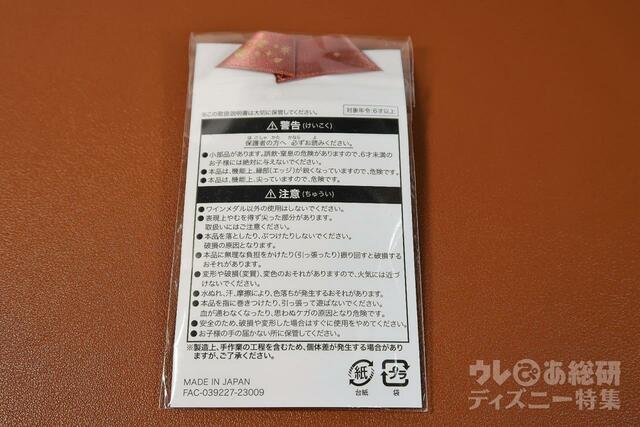 ※この取扱説明書は大切に保管してください。
対象年令:6才以上
警告(けいこく)
ほごしゃ かた かなら よ
保護者の方へ 必ずお読みください。
●小部品があります。誤飲・窒息の危険がありますので、6才未満の
お子様には絶対に与えないでください。
●本品は、機能上、縁部(エッジ)が鋭くなっていますので、危険です。
●本品は、機能上、尖っていますので、危険です。
注意(ちゅうい)
●ワインメダル以外の使用はしないでください。
●表現上やむを得ず尖った部分があります。
取扱いにはご注意ください。
●本品を落としたり、ぶつけたりしないでください。
破損の原因となります。
●本品に無理な負担をかけたり(引っ張ったり)振り回すと破損する
おそれがあります。
●変形や破損(変質)、変色のおそれがありますので、火気には近づ
けないでください。
●水ぬれ、汗、摩擦により、色落ちが発生するおそれがあります。
●本品を指に巻きつけたり、引っ張って遊ばないでください。
血が通わなくなったり、思わぬケガの原因となり危険です。
●安全のため、破損や変形した場合はすぐに使用をやめてください。
●お子様の手の届かない所に保管してください。
※製造上、手作業の工程を含むため、個体差が発生する場合があり
ますが、ご了承ください。
MADE IN JAPAN
FAC-039227-23009
紙
台紙
プラ
袋
ウレぴあ総研
ディズニー特集